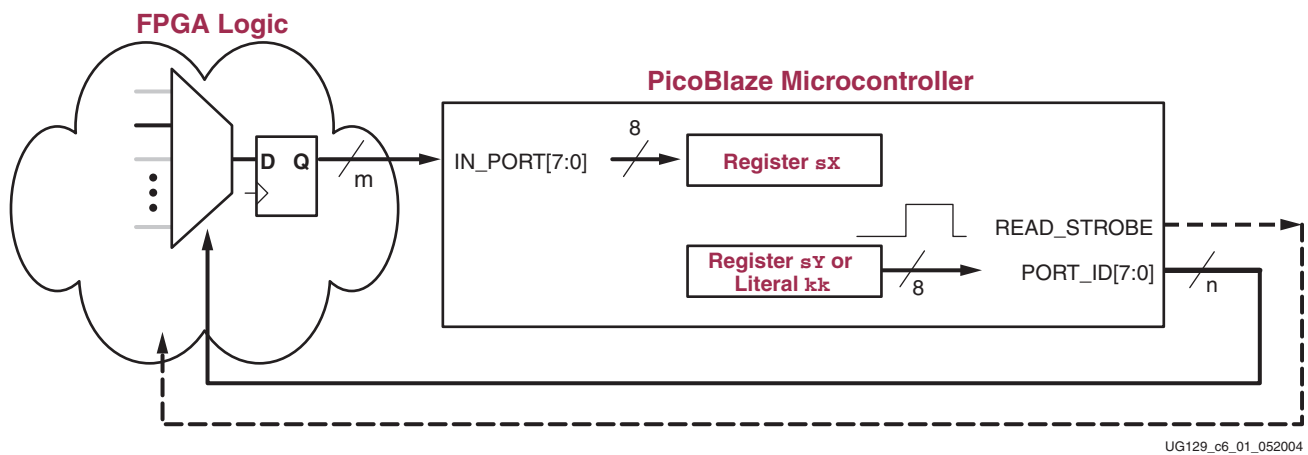 FPGA Logic
PicoBlaze Microcontroller
D Q
m
IN_PORT[7:0]
8
Register sX
READ_STROBE
Register sY or
Literal kk
8
PORT_ID[7:0]
n
UG129_c6_01_052004